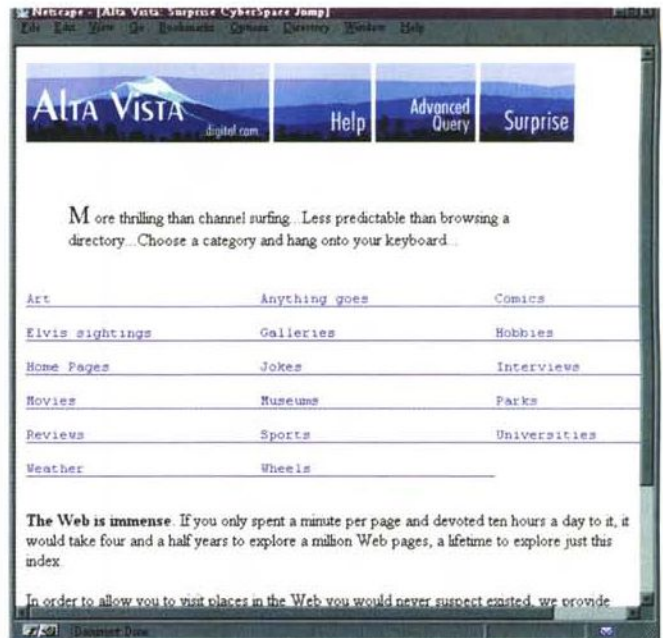 Netscape - [Alta Vista: Surprise CyberSpace Jump]
File Edit View Go Bookmarks Options Directory Window Help
ALTA VISTA digital.com Help Advanced Query Surprise
More thrilling than channel surfing...Less predictable than browsing a
directory...Choose a category and hang onto your keyboard...
Art Anything goes Comics
Elvis sightings Galleries Hobbies
Home Pages Jokes Interviews
Movies Museums Parks
Reviews Sports Universities
Weather Wheels
The Web is immense. If you only spent a minute per page and devoted ten hours a day to it, it
would take four and a half years to explore a million Web pages, a lifetime to explore just this
index
In order to allow you to visit places in the Web you would never suspect existed, we provide
Document: Done